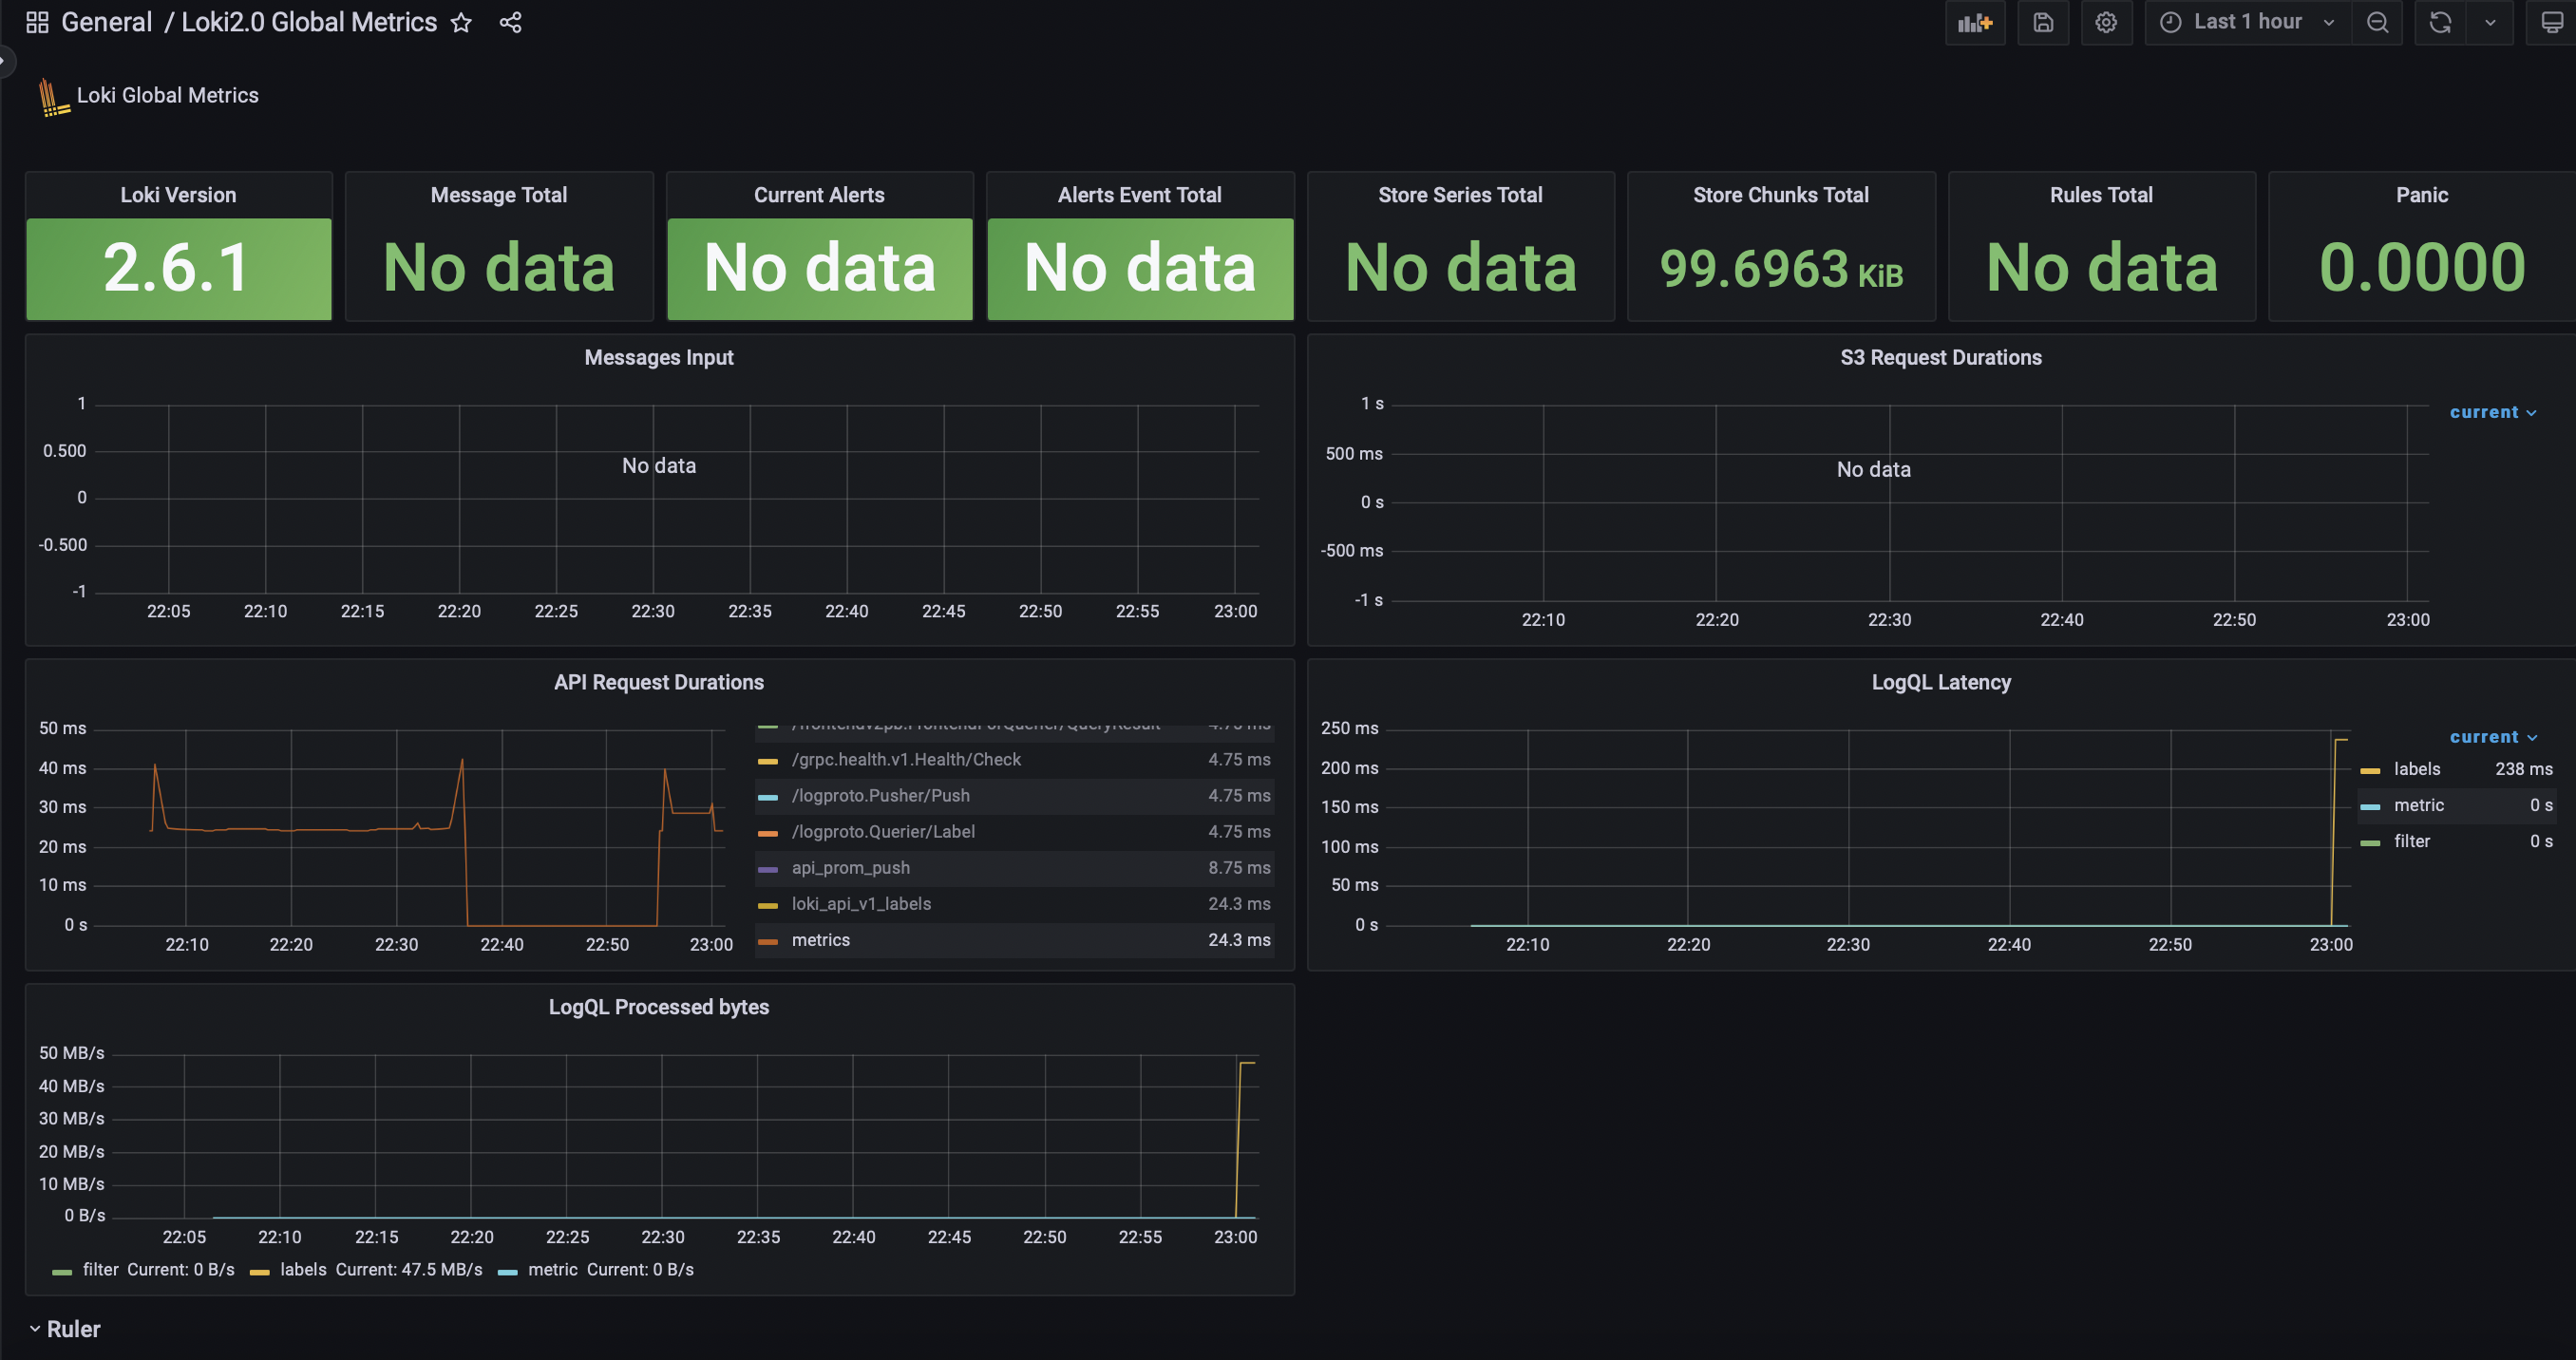 General / Loki2.0 Global Metrics
Last 1 hour
Loki Global Metrics
Loki Version
2.6.1
Message Total
No data
Current Alerts
No data
Alerts Event Total
No data
Store Series Total
No data
Store Chunks Total
99.6963 KiB
Rules Total
No data
Panic
0.0000
Messages Input
1
0.500
0
-0.500
-1
No data
22:05 22:10 22:15 22:20 22:25 22:30 22:35 22:40 22:45 22:50 22:55 23:00
S3 Request Durations
1 s
500 ms
0 s
-500 ms
-1 s
No data
22:10 22:20 22:30 22:40 22:50 23:00
current
API Request Durations
50 ms
40 ms
30 ms
20 ms
10 ms
0 s
22:10 22:20 22:30 22:40 22:50 23:00
/frontendv2pb.FrontendForQuerier/QueryResult 4.75 ms
/grpc.health.v1.Health/Check 4.75 ms
/logproto.Pusher/Push 4.75 ms
/logproto.Querier/Label 4.75 ms
api_prom_push 8.75 ms
loki_api_v1_labels 24.3 ms
metrics 24.3 ms
LogQL Latency
250 ms
200 ms
150 ms
100 ms
50 ms
0 s
22:10 22:20 22:30 22:40 22:50 23:00
current
labels 238 ms
metric 0 s
filter 0 s
LogQL Processed bytes
50 MB/s
40 MB/s
30 MB/s
20 MB/s
10 MB/s
0 B/s
22:05 22:10 22:15 22:20 22:25 22:30 22:35 22:40 22:45 22:50 22:55 23:00
filter Current: 0 B/s labels Current: 47.5 MB/s metric Current: 0 B/s
Ruler